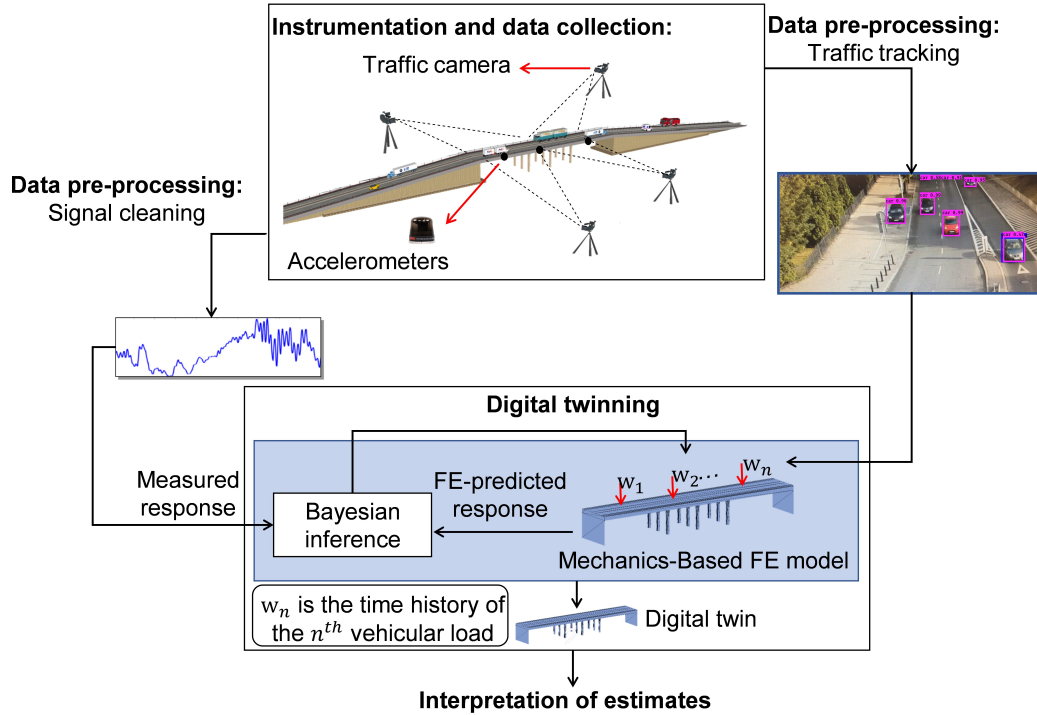 Instrumentation and data collection:
Traffic camera
Accelerometers
Data pre-processing:
Traffic tracking
Data pre-processing:
Signal cleaning
Digital twinning
Measured
response
Bayesian
inference
FE-predicted
response
w₁
w₂⋯
wₙ
Mechanics-Based FE model
wₙ is the time history of
the nᵗʰ vehicular load
Digital twin
Interpretation of estimates